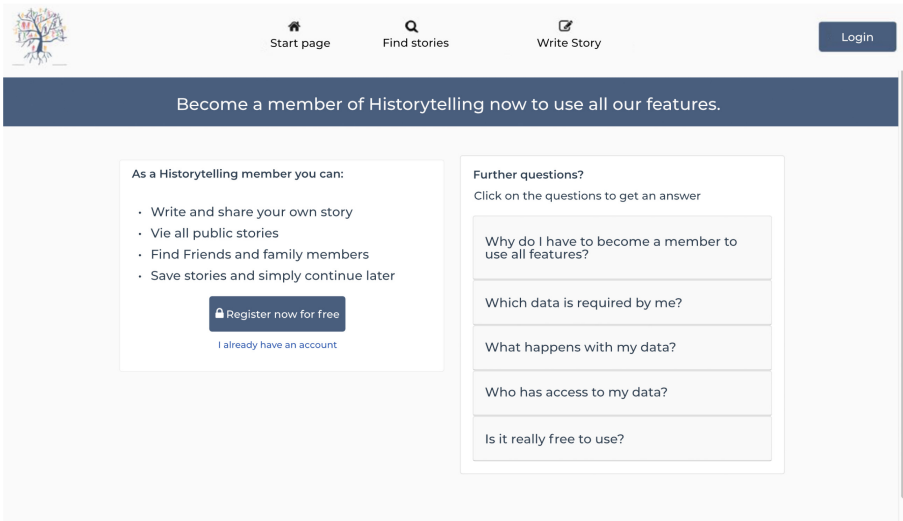 Start page
Find stories
Write Story
Login
Become a member of Historytelling now to use all our features.
As a Historytelling member you can:
• Write and share your own story
• Vie all public stories
• Find Friends and family members
• Save stories and simply continue later
Register now for free
I already have an account
Further questions?
Click on the questions to get an answer
Why do I have to become a member to
use all features?
Which data is required by me?
What happens with my data?
Who has access to my data?
Is it really free to use?